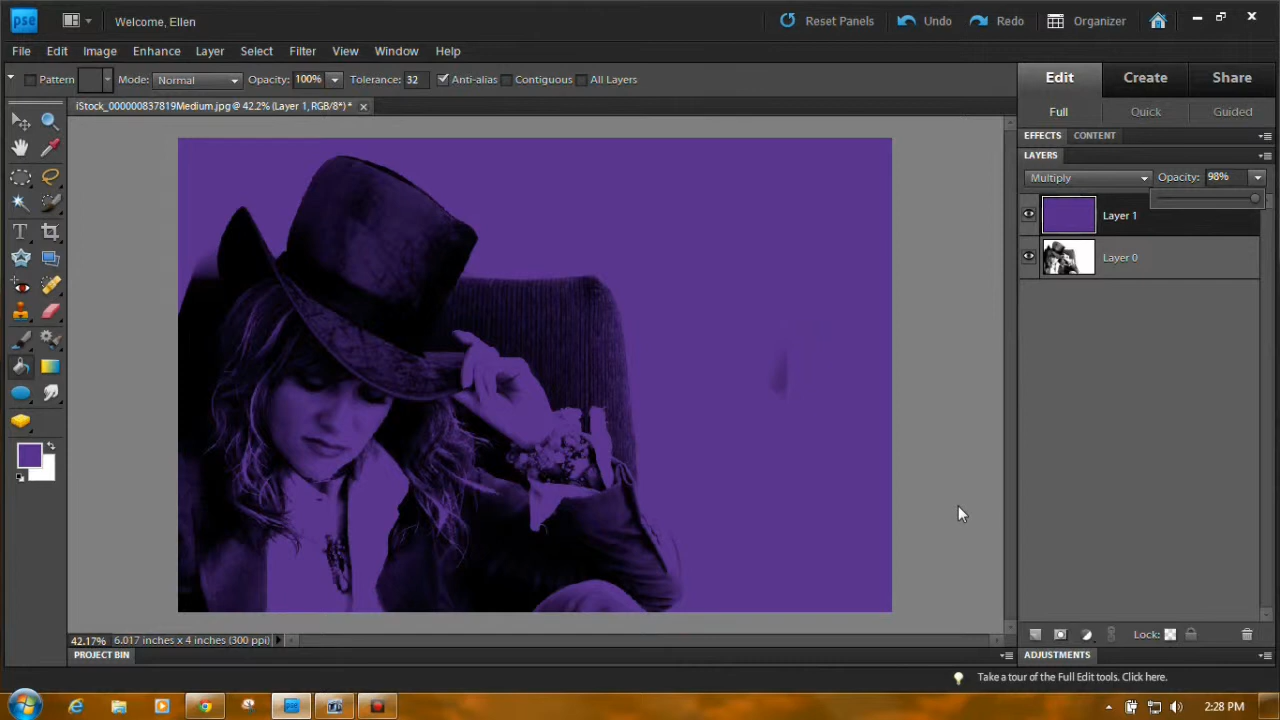 pse Welcome, Ellen Reset Panels Undo Redo Organizer
File Edit Image Enhance Layer Select Filter View Window Help
Pattern Mode: Normal Opacity: 100% Tolerance: 32 Anti-alias Contiguous All Layers
Edit Create Share
iStock_000000837819Medium.jpg @ 42.2% (Layer 1, RGB/8*) *
Full Quick Guided
EFFECTS CONTENT
LAYERS
Multiply Opacity: 98%
Layer 1
Layer 0
T
42.17% 6.017 inches x 4 inches (300 ppi)
Lock:
PROJECT BIN
ADJUSTMENTS
Take a tour of the Full Edit tools. Click here.
2:28 PM